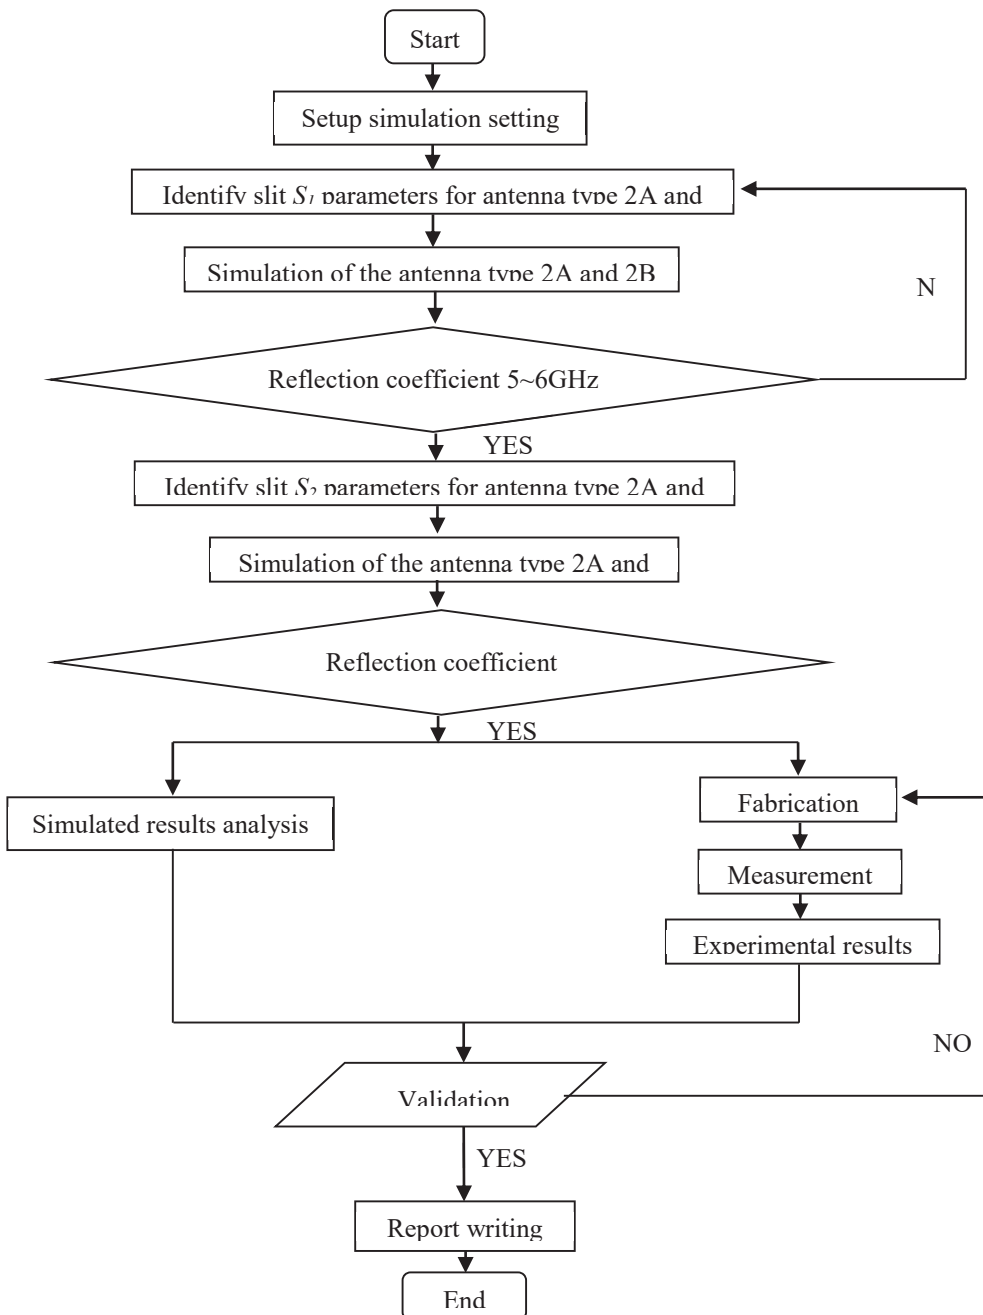 Start
Setup simulation setting
Identify slit S1 parameters for antenna type 2A and
Simulation of the antenna type 2A and 2B
N
Reflection coefficient 5~6GHz
YES
Identify slit S2 parameters for antenna type 2A and
Simulation of the antenna type 2A and
Reflection coefficient
YES
Simulated results analysis
Fabrication
Measurement
Experimental results
NO
Validation
YES
Report writing
End